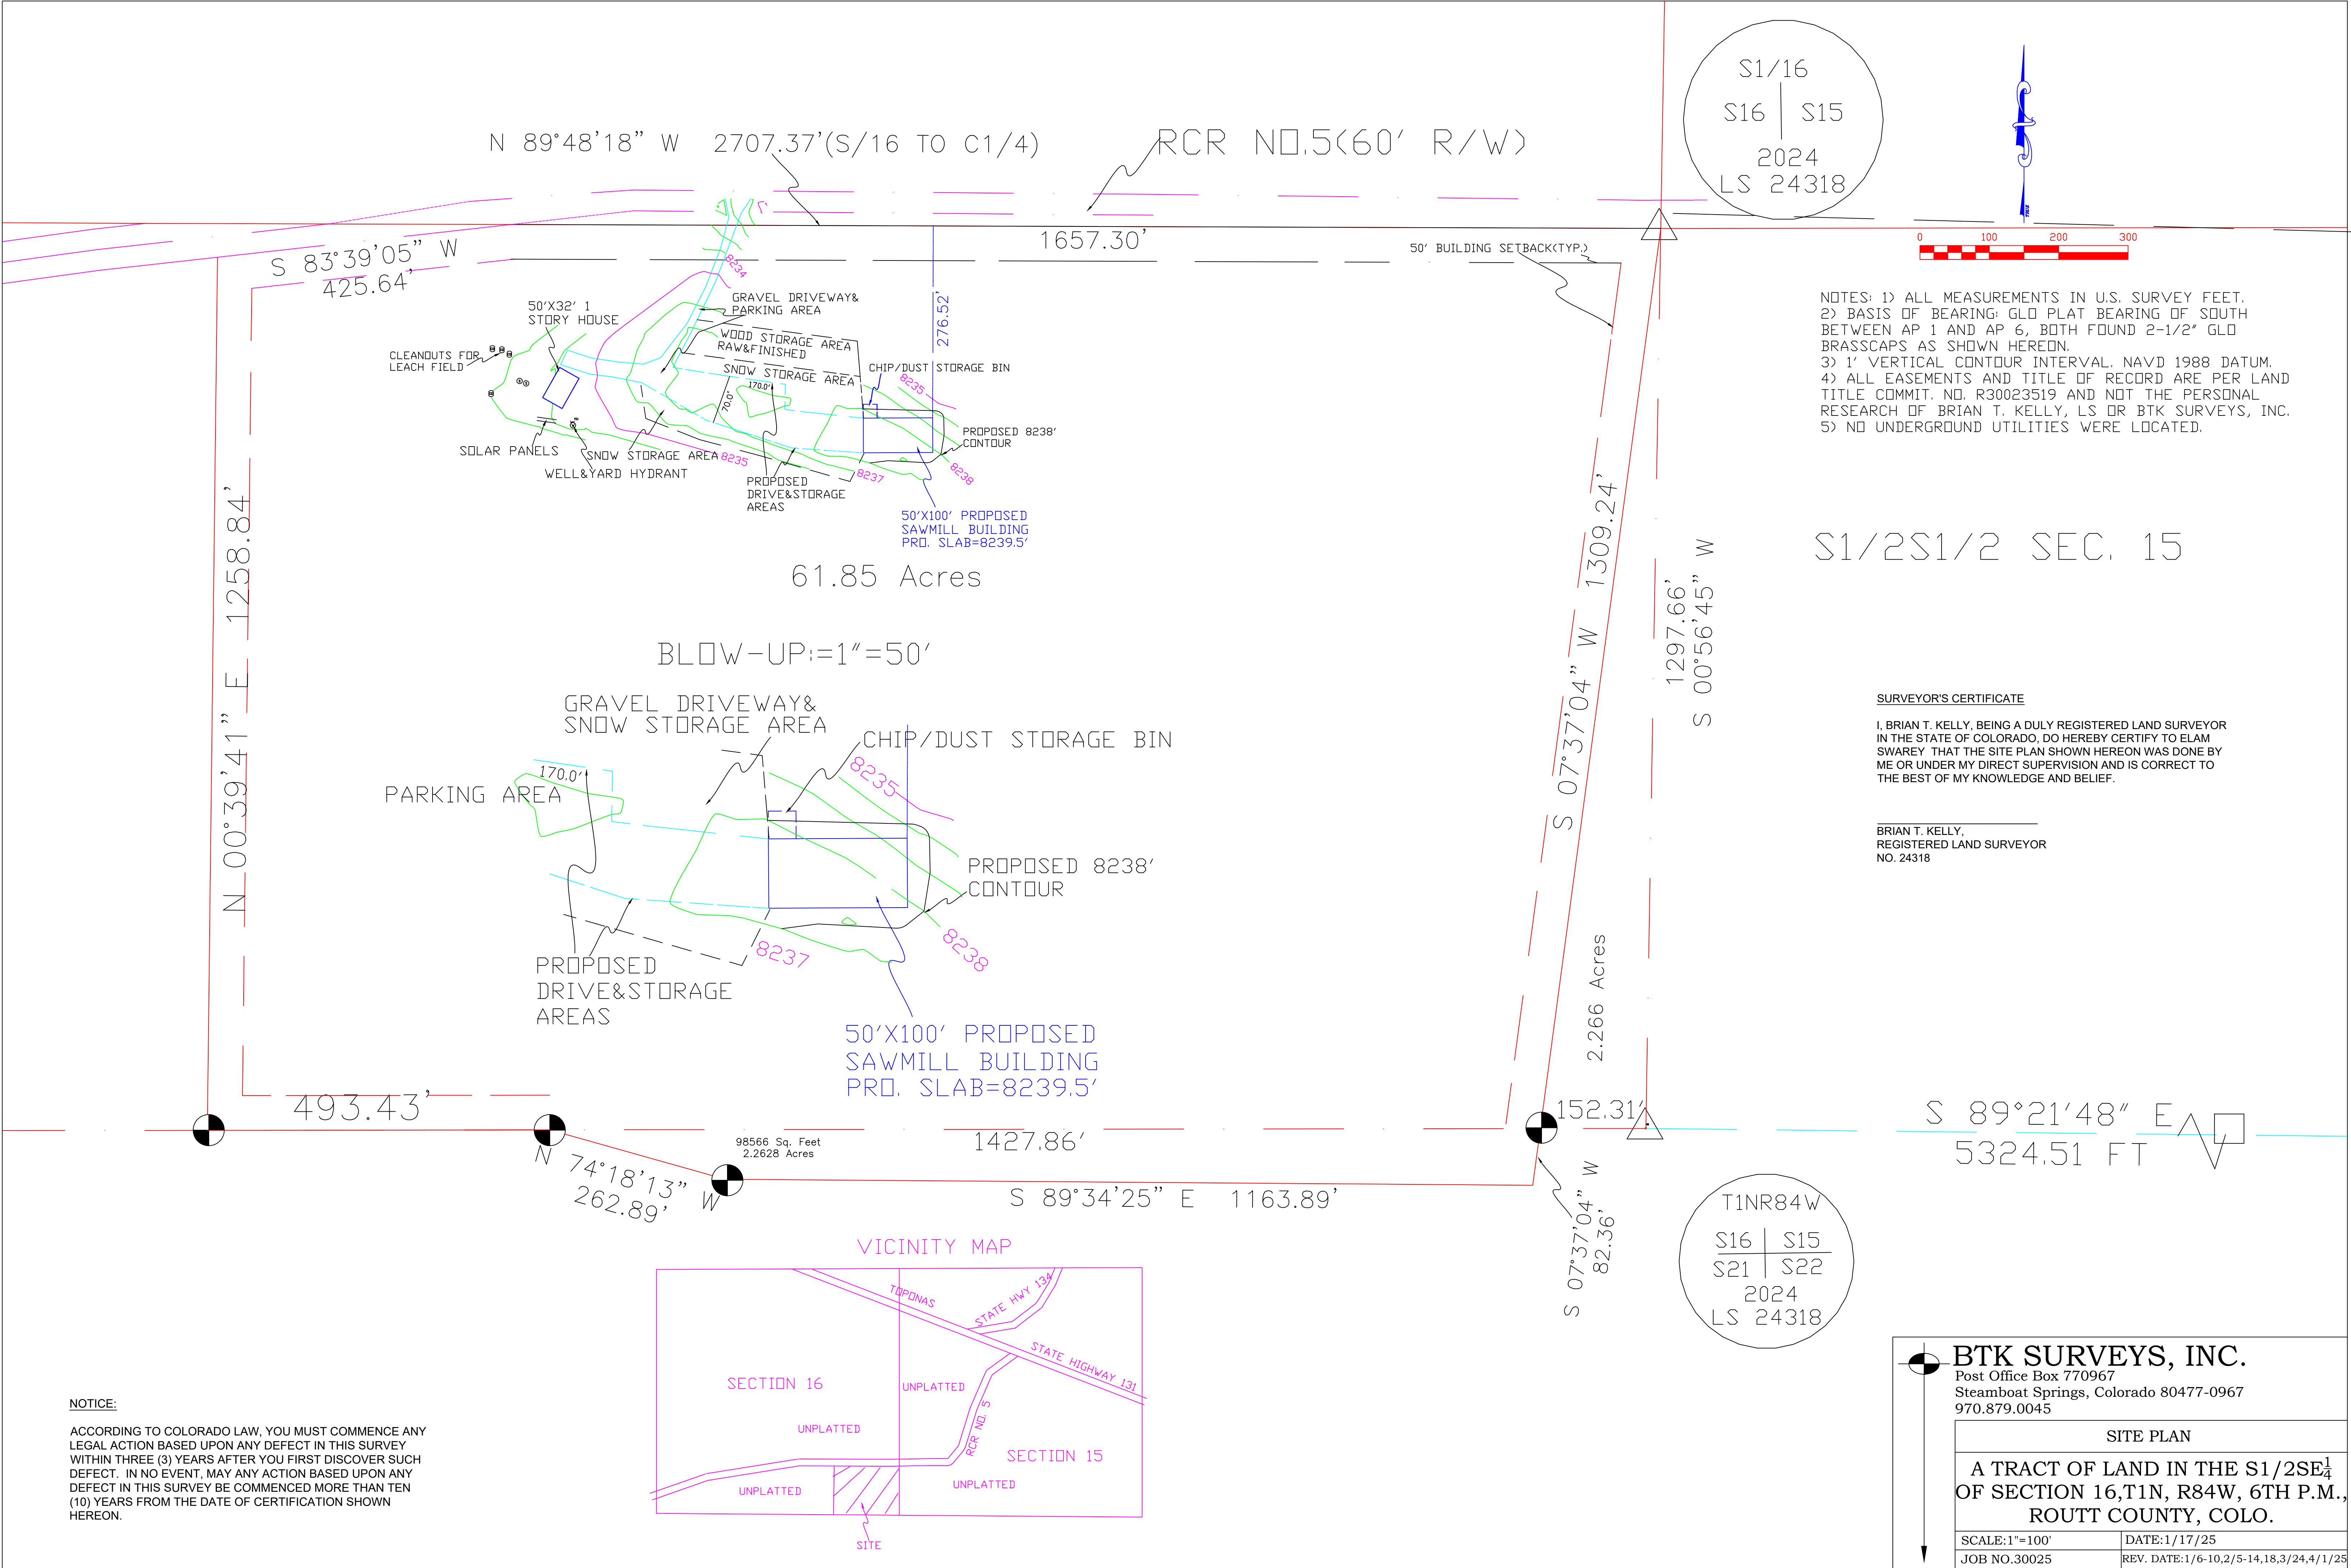 N 89°48'18" W 2707.37'(S/16 TO C1/4)
RCR NO.5(60' R/W)
S1/16
S16 S15
2024
LS 24318
0 100 200 300
S 83°39'05" W
425.64'
1657.30'
50' BUILDING SETBACK(TYP.)
8234
276.52'
50'X32' 1
STORY HOUSE
GRAVEL DRIVEWAY&
PARKING AREA
WOOD STORAGE AREA
RAW&FINISHED
CLEANOUTS FOR
LEACH FIELD
SNOW STORAGE AREA
CHIP/DUST STORAGE BIN
170.0'
70.0'
8235
PROPOSED 8238'
CONTOUR
SOLAR PANELS
SNOW STORAGE AREA
8235
WELL&YARD HYDRANT
8237
8238
PROPOSED
DRIVE&STORAGE
AREAS
50'X100' PROPOSED
SAWMILL BUILDING
PRO. SLAB=8239.5'
61.85 Acres
NOTES: 1) ALL MEASUREMENTS IN U.S. SURVEY FEET.
2) BASIS OF BEARING: GLO PLAT BEARING OF SOUTH
BETWEEN AP 1 AND AP 6, BOTH FOUND 2-1/2" GLO
BRASSCAPS AS SHOWN HEREON.
3) 1' VERTICAL CONTOUR INTERVAL. NAVD 1988 DATUM.
4) ALL EASEMENTS AND TITLE OF RECORD ARE PER LAND
TITLE COMMIT. NO. R30023519 AND NOT THE PERSONAL
RESEARCH OF BRIAN T. KELLY, LS OR BTK SURVEYS, INC.
5) NO UNDERGROUND UTILITIES WERE LOCATED.
S1/2S1/2 SEC. 15
N 00°39'41" E 1258.84'
S 07°37'04" W 1309.24'
1297.66'
S 00°56'45" W
BLOW-UP:=1"=50'
GRAVEL DRIVEWAY&
SNOW STORAGE AREA
CHIP/DUST STORAGE BIN
170.0'
PARKING AREA
8235
PROPOSED 8238'
CONTOUR
8237
8238
PROPOSED
DRIVE&STORAGE
AREAS
50'X100' PROPOSED
SAWMILL BUILDING
PRO. SLAB=8239.5'
SURVEYOR'S CERTIFICATE
I, BRIAN T. KELLY, BEING A DULY REGISTERED LAND SURVEYOR
IN THE STATE OF COLORADO, DO HEREBY CERTIFY TO ELAM
SWAREY THAT THE SITE PLAN SHOWN HEREON WAS DONE BY
ME OR UNDER MY DIRECT SUPERVISION AND IS CORRECT TO
THE BEST OF MY KNOWLEDGE AND BELIEF.
BRIAN T. KELLY,
REGISTERED LAND SURVEYOR
NO. 24318
2.266 Acres
493.43'
152.31'
98566 Sq. Feet
2.2628 Acres
1427.86'
N 74°18'13" W
262.89'
S 89°34'25" E 1163.89'
S 07°37'04" W
82.36'
S 89°21'48" E
5324.51 FT
T1NR84W
S16 S15
S21 S22
2024
LS 24318
VICINITY MAP
TOPONAS
STATE HWY 134
STATE HIGHWAY 131
SECTION 16
UNPLATTED
UNPLATTED
RCR NO. 5
SECTION 15
UNPLATTED
UNPLATTED
SITE
NOTICE:
ACCORDING TO COLORADO LAW, YOU MUST COMMENCE ANY
LEGAL ACTION BASED UPON ANY DEFECT IN THIS SURVEY
WITHIN THREE (3) YEARS AFTER YOU FIRST DISCOVER SUCH
DEFECT. IN NO EVENT, MAY ANY ACTION BASED UPON ANY
DEFECT IN THIS SURVEY BE COMMENCED MORE THAN TEN
(10) YEARS FROM THE DATE OF CERTIFICATION SHOWN
HEREON.
BTK SURVEYS, INC.
Post Office Box 770967
Steamboat Springs, Colorado 80477-0967
970.879.0045
SITE PLAN
A TRACT OF LAND IN THE S1/2SE¼
OF SECTION 16,T1N, R84W, 6TH P.M.,
ROUTT COUNTY, COLO.
SCALE:1"=100' DATE:1/17/25
JOB NO.30025 REV. DATE:1/6-10,2/5-14,18,3/24,4/1/25